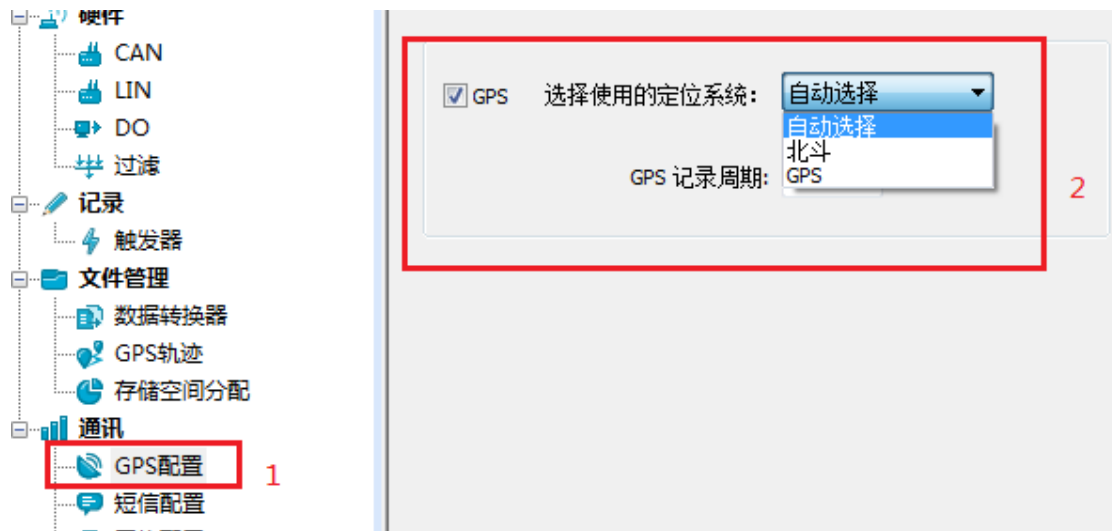 硬件
CAN
LIN
DO
过滤
记录
触发器
文件管理
数据转换器
GPS轨迹
存储空间分配
通讯
GPS配置
1
短信配置
GPS 选择使用的定位系统: 自动选择
自动选择
北斗
GPS 记录周期: GPS
2